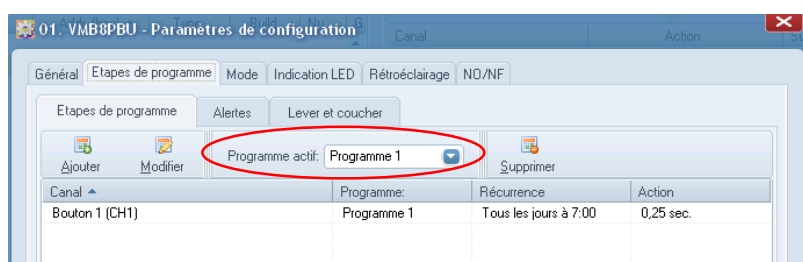 01. VMB8PBU - Paramètres de configuration
Canal Action
Général Etapes de programme Mode Indication LED Rétroéclairage NO/NF
Etapes de programme Alertes Lever et coucher
Ajouter Modifier Programme actif: Programme 1 Supprimer
Canal Programme: Récurrence Action
Bouton 1 (CH1) Programme 1 Tous les jours à 7:00 0,25 sec.